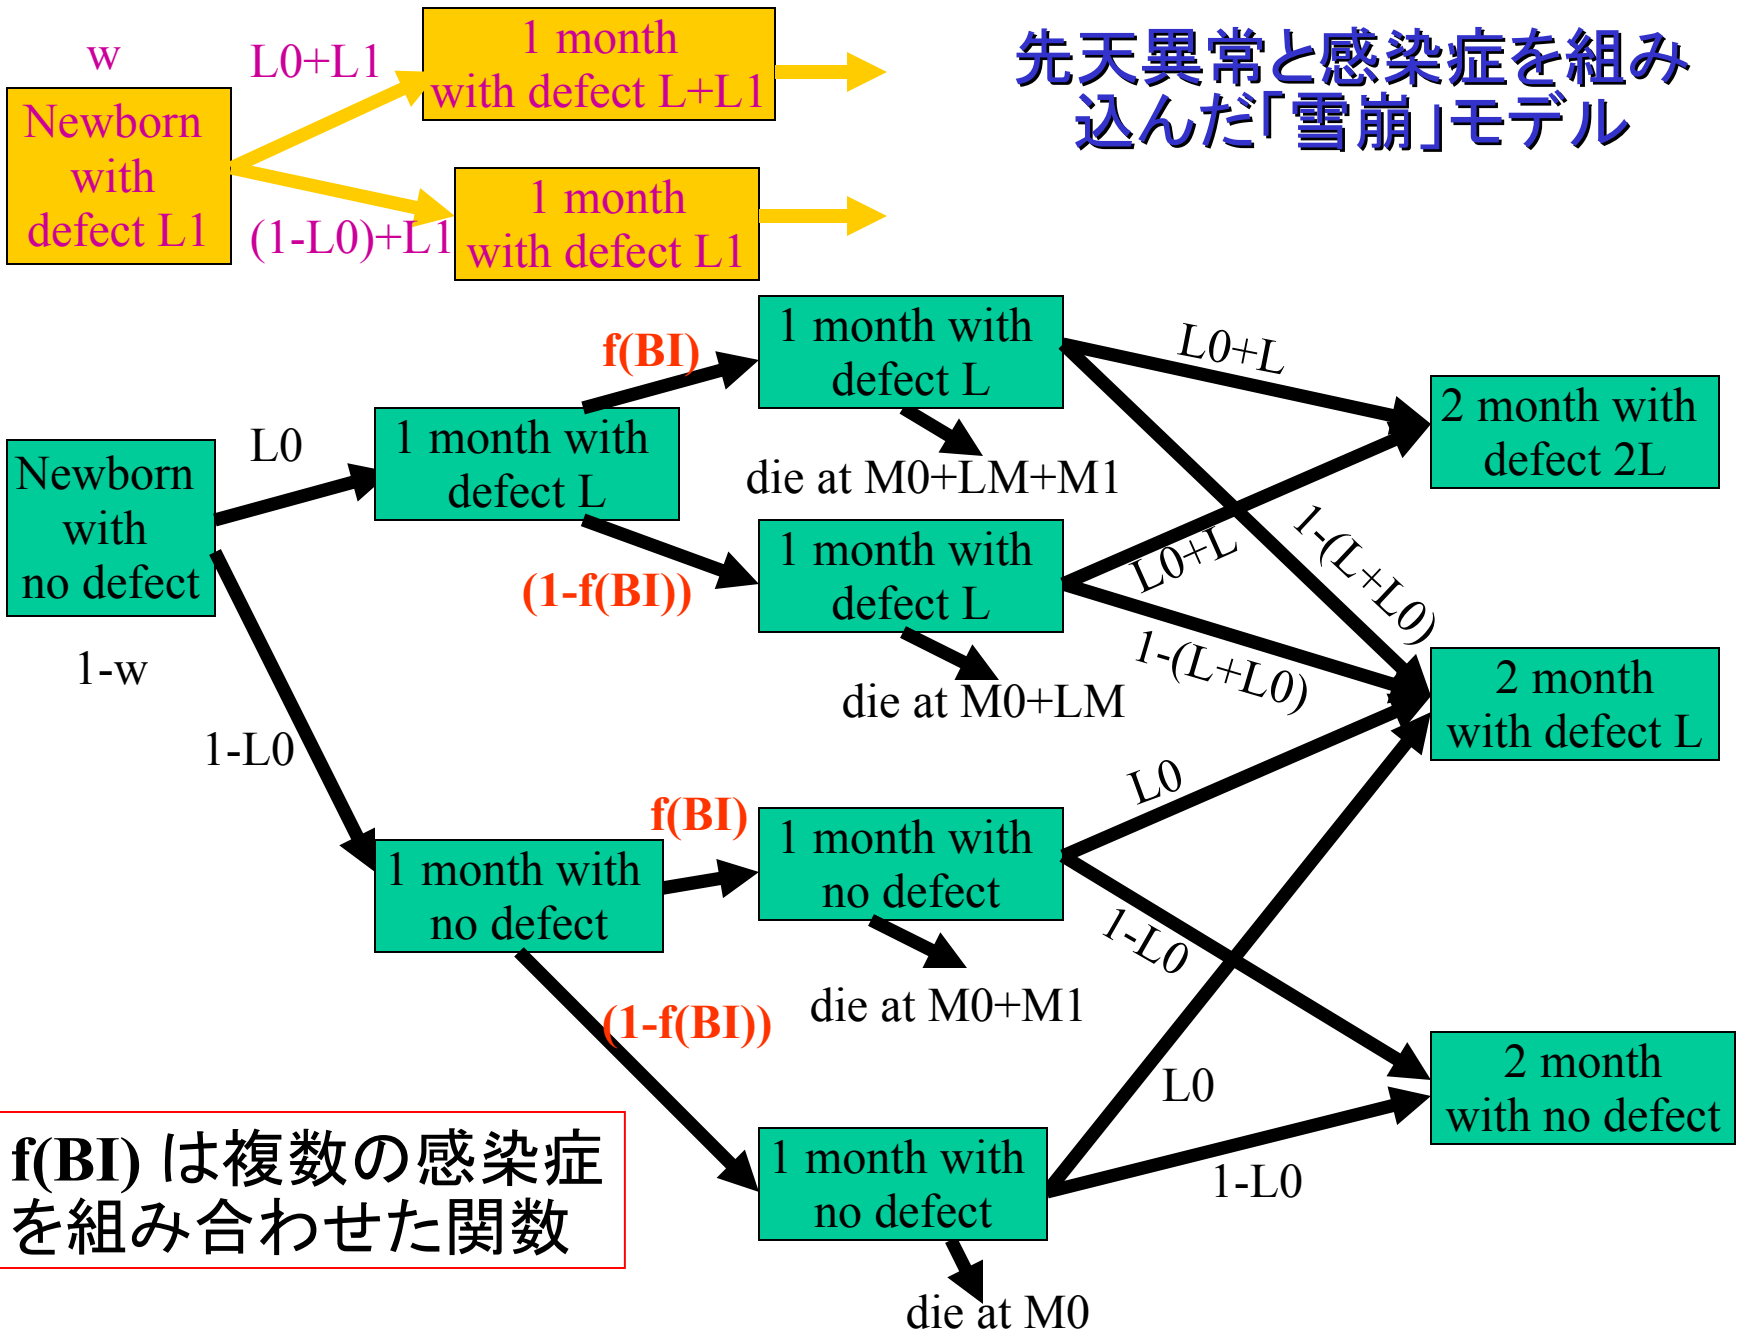 先天異常と感染症を組み
込んだ「雪崩」モデル
w
L0+L1
1 month
with defect L+L1
Newborn
with
defect L1
(1-L0)+L1
1 month
with defect L1
f(BI)
1 month with
defect L
L0+L
2 month with
defect 2L
L0
1 month with
defect L
die at M0+LM+M1
Newborn
with
no defect
1-w
(1-f(BI))
1 month with
defect L
L0+L
1-(L+L0)
1-(L+L0)
die at M0+LM
2 month
with defect L
1-L0
f(BI)
L0
1 month with
no defect
1 month with
no defect
1-L0
die at M0+M1
(1-f(BI))
L0
2 month
with no defect
1-L0
1 month with
no defect
die at M0
f(BI) は複数の感染症
を組み合わせた関数